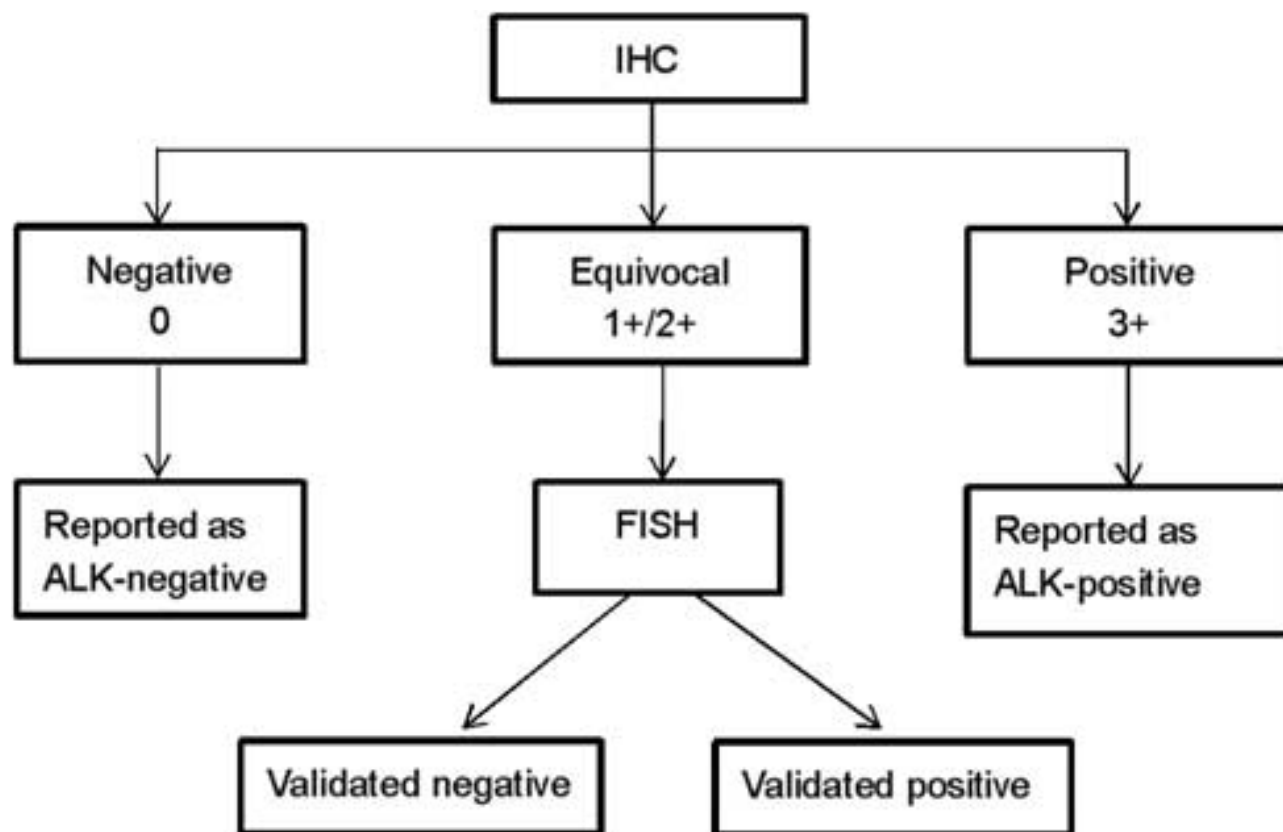 IHC
Negative
0
Equivocal
1+/2+
Positive
3+
Reported as
ALK-negative
FISH
Reported as
ALK-positive
Validated negative
Validated positive